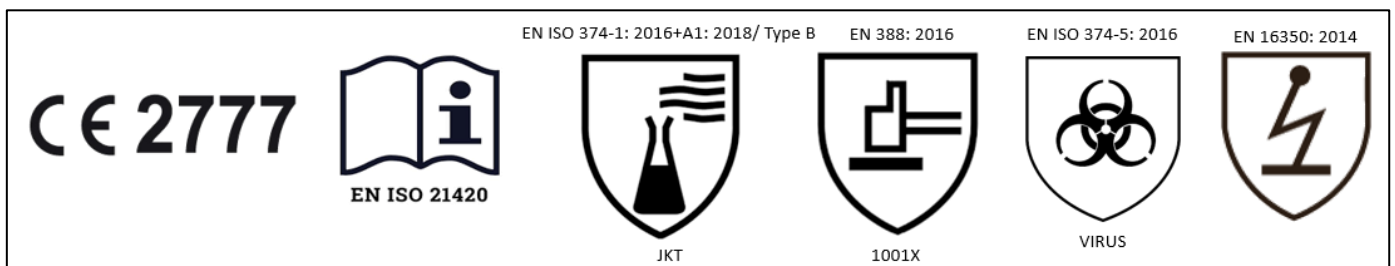 CE 2777
i
EN ISO 21420
EN ISO 374-1: 2016+A1: 2018/ Type B
JKT
EN 388: 2016
1001X
EN ISO 374-5: 2016
VIRUS
EN 16350: 2014